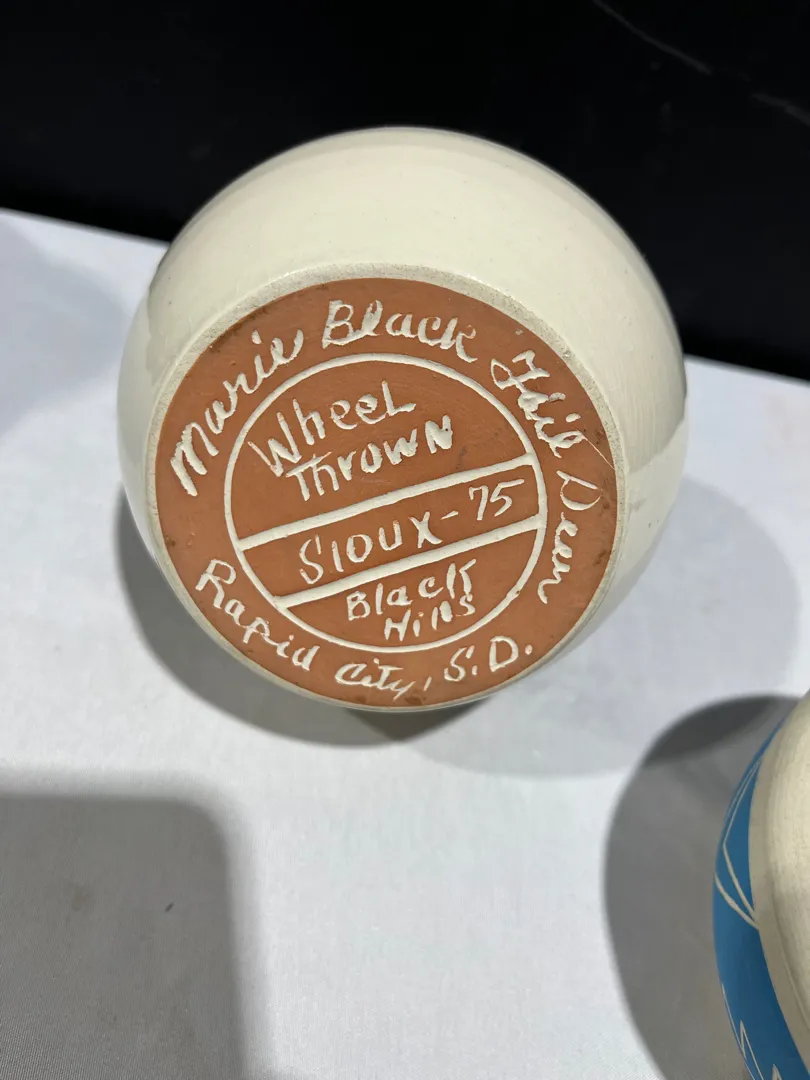 Marie Black Tail Deer
Wheel
Thrown
Sioux-75
Black
Hills
Rapid City, S.D.